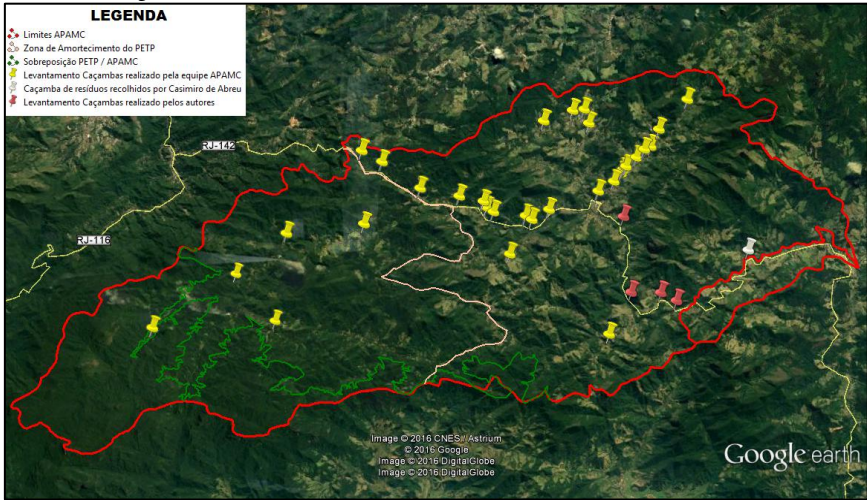 LEGENDA
Limites APAMC
Zona de Amortecimento do PETP
Sobreposição PETP / APAMC
Levantamento Caçambas realizado pela equipe APAMC
Caçamba de resíduos recolhidos por Casimiro de Abreu
Levantamento Caçambas realizado pelos autores
RJ-142
RJ-116
Image © 2016 CNES / Astrium
© 2016 Google
Image © 2016 DigitalGlobe
Image © 2016 DigitalGlobe
Google earth